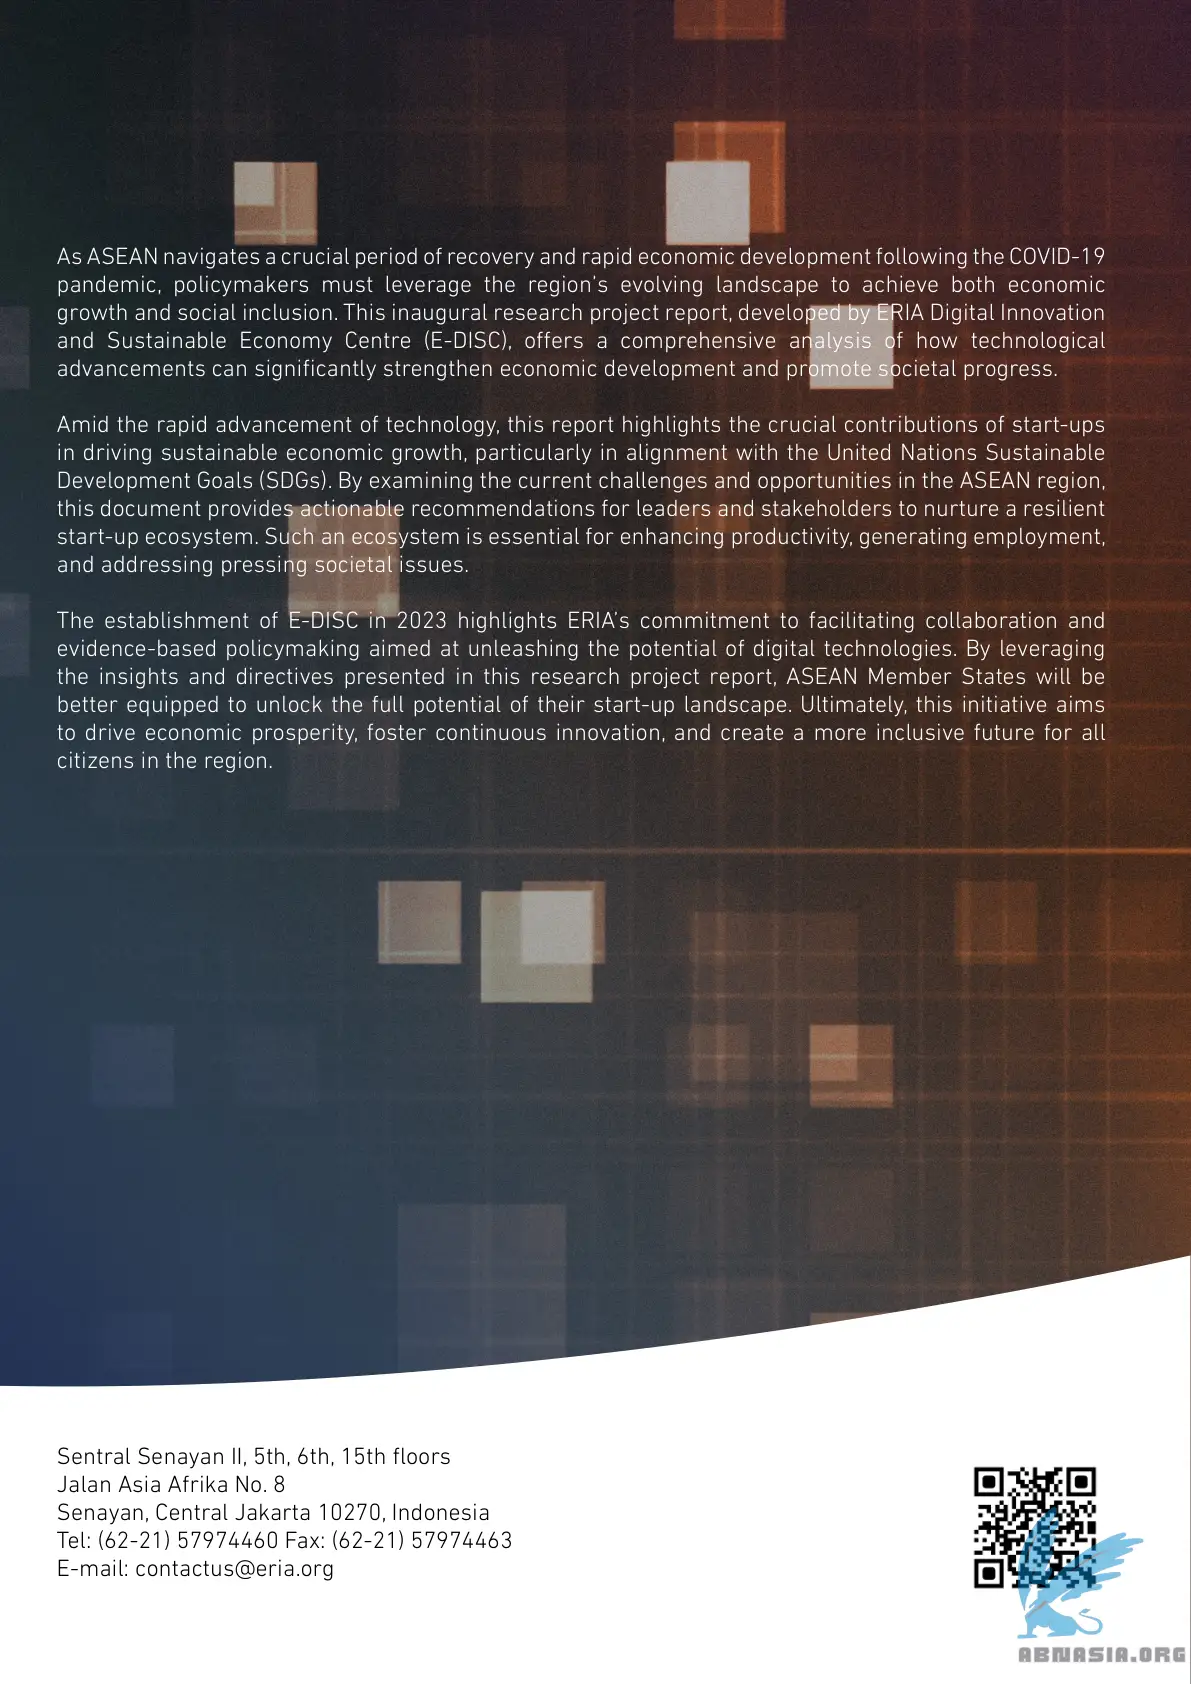 As ASEAN navigates a crucial period of recovery and rapid economic development following the COVID-19
pandemic, policymakers must leverage the region's evolving landscape to achieve both economic
growth and social inclusion. This inaugural research project report, developed by ERIA Digital Innovation
and Sustainable Economy Centre (E-DISC), offers a comprehensive analysis of how technological
advancements can significantly strengthen economic development and promote societal progress.
Amid the rapid advancement of technology, this report highlights the crucial contributions of start-ups
in driving sustainable economic growth, particularly in alignment with the United Nations Sustainable
Development Goals (SDGs). By examining the current challenges and opportunities in the ASEAN region,
this document provides actionable recommendations for leaders and stakeholders to nurture a resilient
start-up ecosystem. Such an ecosystem is essential for enhancing productivity, generating employment,
and addressing pressing societal issues.
The establishment of E-DISC in 2023 highlights ERIA's commitment to facilitating collaboration and
evidence-based policymaking aimed at unleashing the potential of digital technologies. By leveraging
the insights and directives presented in this research project report, ASEAN Member States will be
better equipped to unlock the full potential of their start-up landscape. Ultimately, this initiative aims
to drive economic prosperity, foster continuous innovation, and create a more inclusive future for all
citizens in the region.
Sentral Senayan II, 5th, 6th, 15th floors
Jalan Asia Afrika No. 8
Senayan, Central Jakarta 10270, Indonesia
Tel: (62-21) 57974460 Fax: (62-21) 57974463
E-mail: contactus@eria.org
ABNASIA.ORG